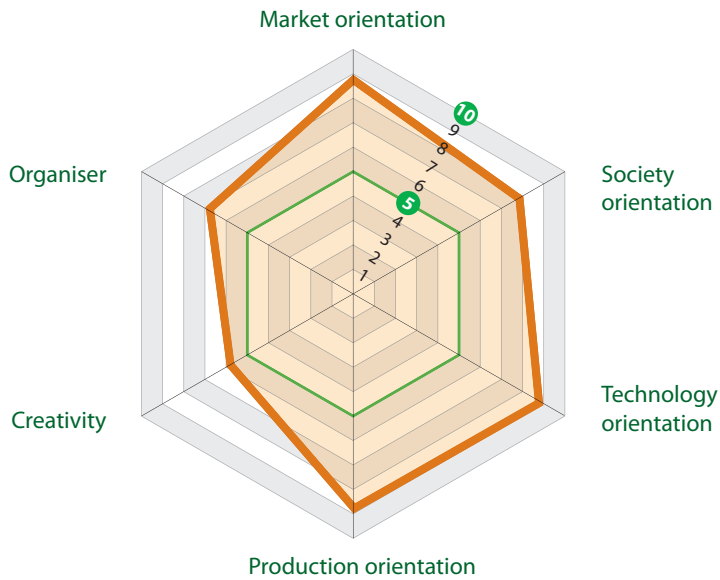 Market orientation
10
9
8
7
6
5
4
3
2
1
Organiser
Society
orientation
Creativity
Technology
orientation
Production orientation